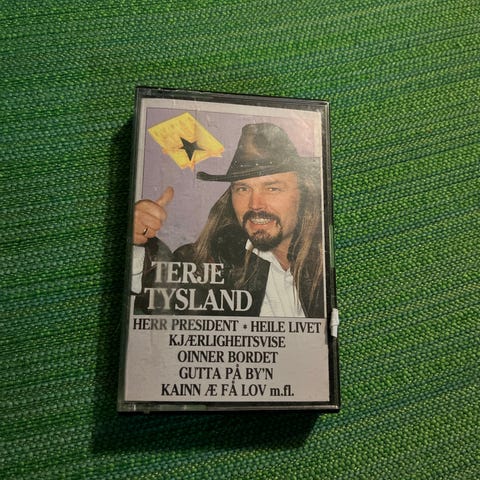 TERJE
TYSLAND
HERR PRESIDENT * HEILE LIVET
KJÆRLIGHEITSVISE
OINNER BORDET
GUTTA PÅ BY'N
KAINN Æ FÅ LOV m.fl.